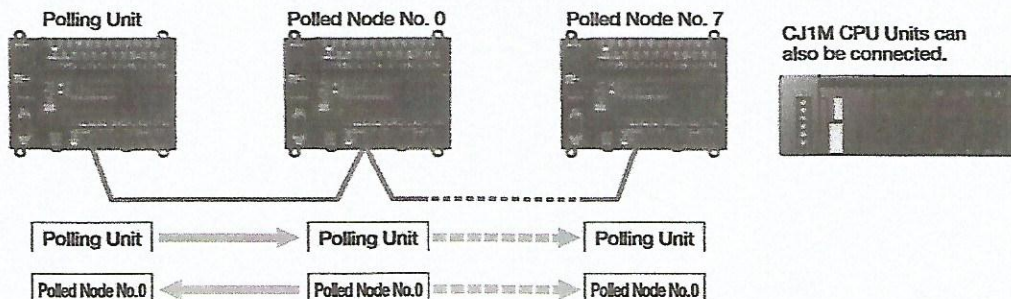 Polling Unit
Polled Node No. 0
Polled Node No. 7
CJ1M CPU Units can
also be connected.
Polling Unit
Polling Unit
Polling Unit
Polled Node No.0
Polled Node No.0
Polled Node No.0